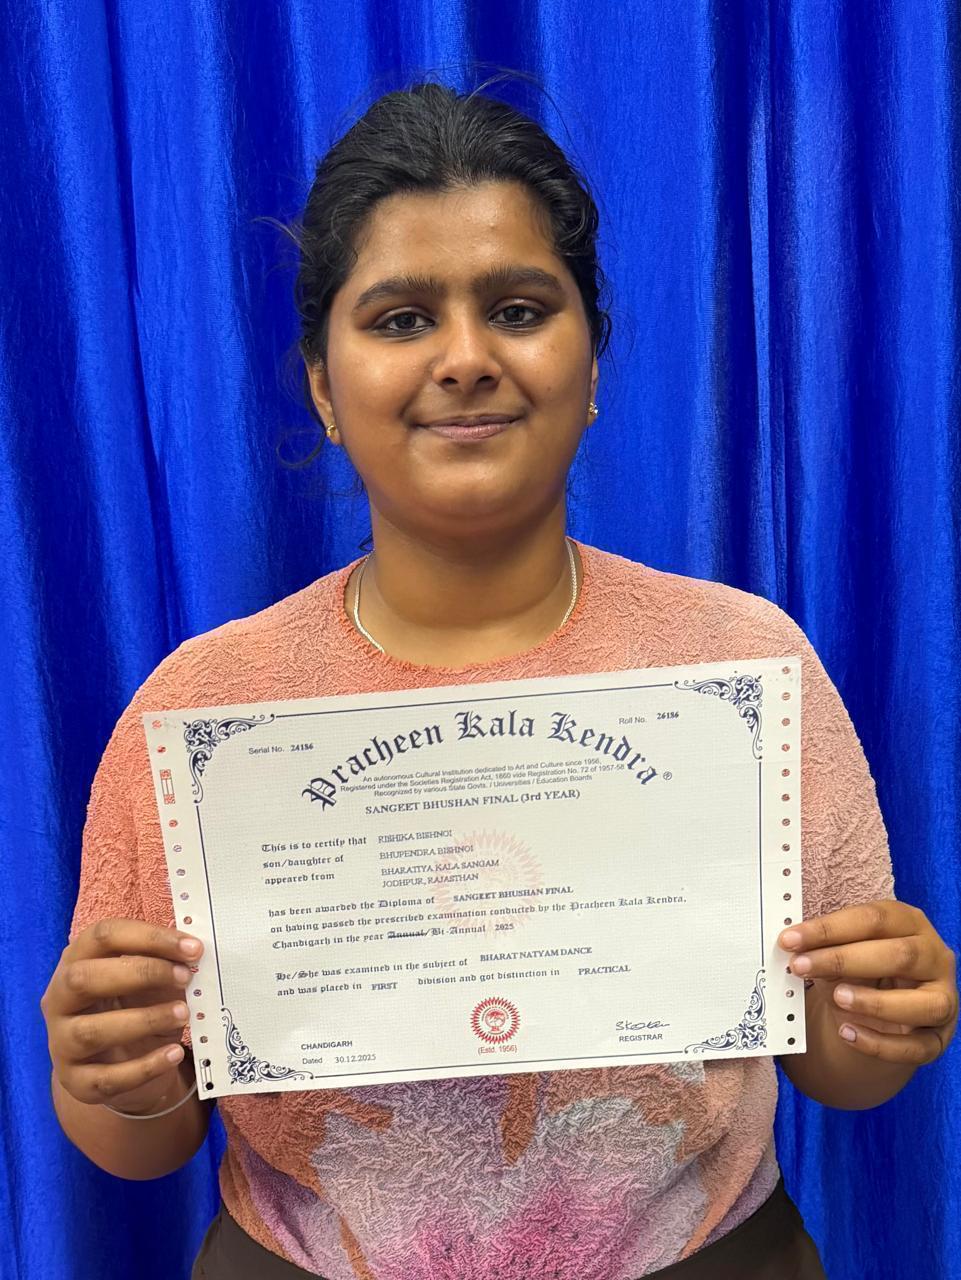 Serial No. 24186
Roll No. 26186
Pracheen Kala Kendra ®
An autonomous Cultural Institution dedicated to Art and Culture since 1956,
Registered under the Societies Registration Act, 1860 vide Registration No. 72 of 1957-58
Recognized by various State Govts. / Universities / Education Boards
SANGEET BHUSHAN FINAL (3rd YEAR)
This is to certify that RISHIKA BISHNOI
son/daughter of BHUPENDRA BISHNOI
appeared from BHARATIYA KALA SANGAM
JODHPUR, RAJASTHAN
has been awarded the Diploma of SANGEET BHUSHAN FINAL
on having passed the prescribed examination conducted by the Pracheen Kala Kendra,
Chandigarh in the year Annual/Bi-Annual 2025
He/She was examined in the subject of BHARATNATYAM DANCE
and was placed in FIRST division and got distinction in PRACTICAL
CHANDIGARH
Dated 30.12.2025
(Estd. 1956)
REGISTRAR